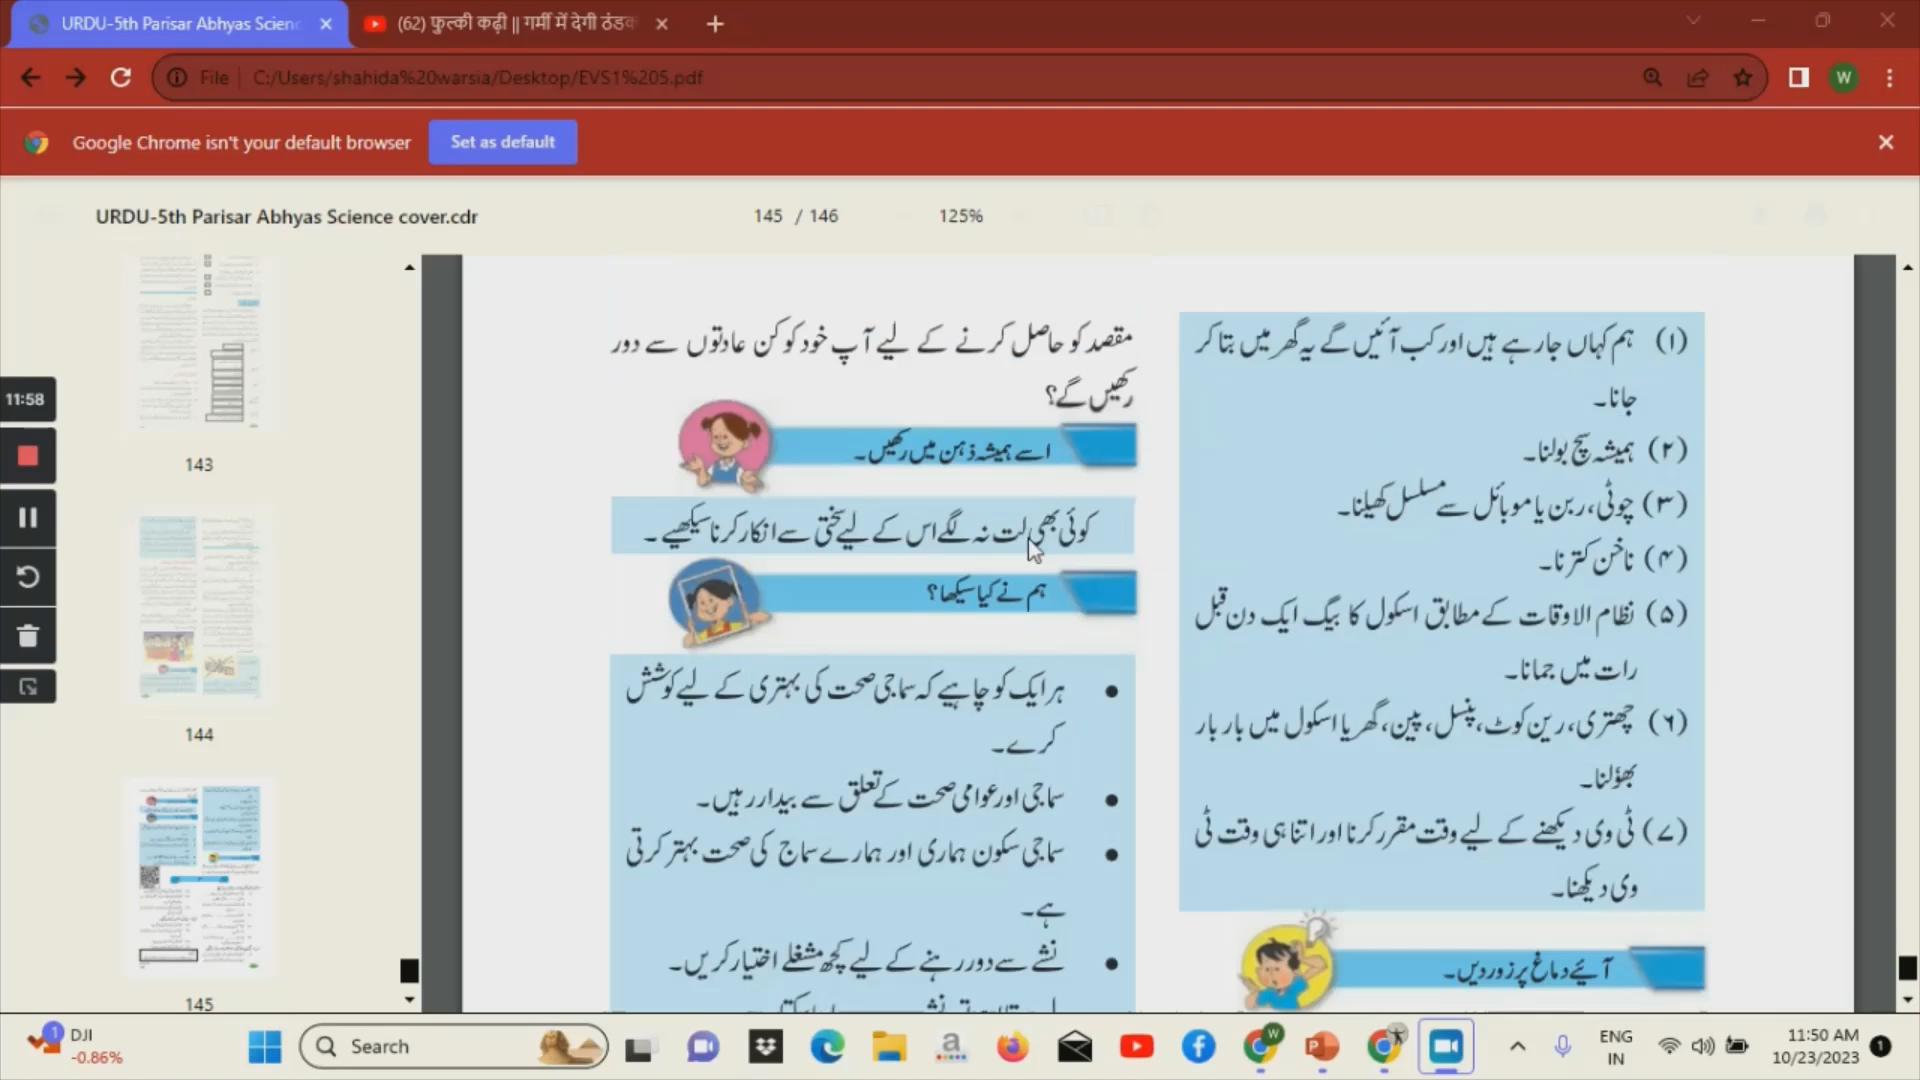 URDU-5th Parisar Abhyas Scienc
(62) फुल्की कढ़ी || गर्मी में देगी ठंडक
File
C:/Users/shahida%20warsia/Desktop/EVS1%205.pdf
W
Google Chrome isn't your default browser
Set as default
URDU-5th Parisar Abhyas Science cover.cdr
145 / 146
125%
11:58
143
144
145
(۱) ہم کہاں جا رہے ہیں اور کب آئیں گے یہ گھر میں بتا کر
جانا۔
(۲) ہمیشہ سچ بولنا۔
(۳) چوٹی، ربن یا موبائل سے مسلسل کھیلنا۔
(۴) ناخن کترنا۔
(۵) نظام الاوقات کے مطابق اسکول کا بیگ ایک دن قبل
رات میں جمانا۔
(۶) چھتری، رین کوٹ، پنسل، پین، گھر یا اسکول میں بار بار
بھؤلنا۔
(۷) ٹی وی دیکھنے کے لیے وقت مقرر کرنا اور اتنا ہی وقت ٹی
وی دیکھنا۔
آئیے دماغ پر زور دیں۔
مقصد کو حاصل کرنے کے لیے آپ خود کو کن عادتوں سے دور
رکھیں گے؟
اسے ہمیشہ ذہن میں رکھیں۔
کوئی بھی لت نہ لگے اس کے لیے سختی سے انکار کرنا سیکھیے۔
ہم نے کیا سیکھا؟
• ہر ایک کو چاہیے کہ سماجی صحت کی بہتری کے لیے کوشش
کرے۔
• سماجی اور عوامی صحت کے تعلق سے بیدار رہیں۔
• سماجی سکون ہماری اور ہمارے سماج کی صحت بہتر کرتی
ہے۔
• نشے سے دور رہنے کے لیے کچھ مشغلے اختیار کریں۔
1
DJI
-0.86%
Search
ENG
IN
11:50 AM
10/23/2023
1